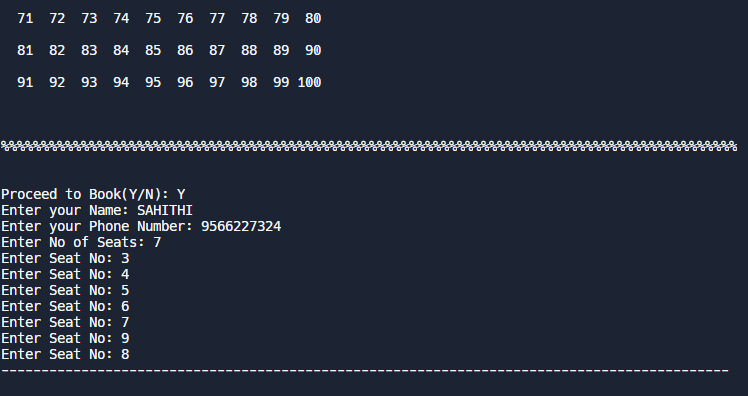 71 72 73 74 75 76 77 78 79 80
81 82 83 84 85 86 87 88 89 90
91 92 93 94 95 96 97 98 99 100
%%%%%%%%%%%%%%%%%%%%%%%%%%%%%%%%%%%%%%%%%%%%%%%%%%%%%%%%%%%%%%%%%%%%%%%%%%%%%%%%%%%%%%%%%%%%%%
Proceed to Book(Y/N): Y
Enter your Name: SAHITHI
Enter your Phone Number: 9566227324
Enter No of Seats: 7
Enter Seat No: 3
Enter Seat No: 4
Enter Seat No: 5
Enter Seat No: 6
Enter Seat No: 7
Enter Seat No: 9
Enter Seat No: 8
-------------------------------------------------------------------------------------------